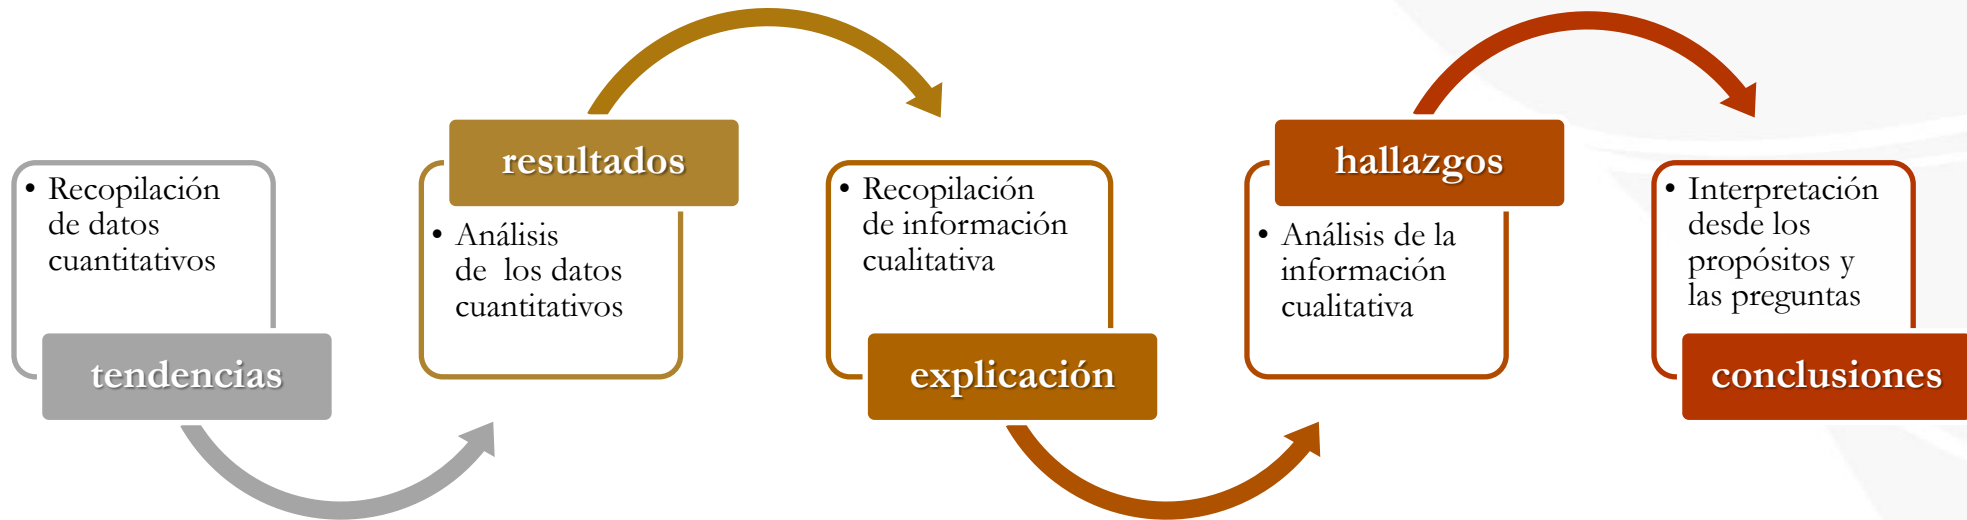 • Recopilación
de datos
cuantitativos
tendencias
resultados
• Análisis
de los datos
cuantitativos
• Recopilación
de información
cualitativa
explicación
hallazgos
• Análisis de la
información
cualitativa
• Interpretación
desde los
propósitos y
las preguntas
conclusiones